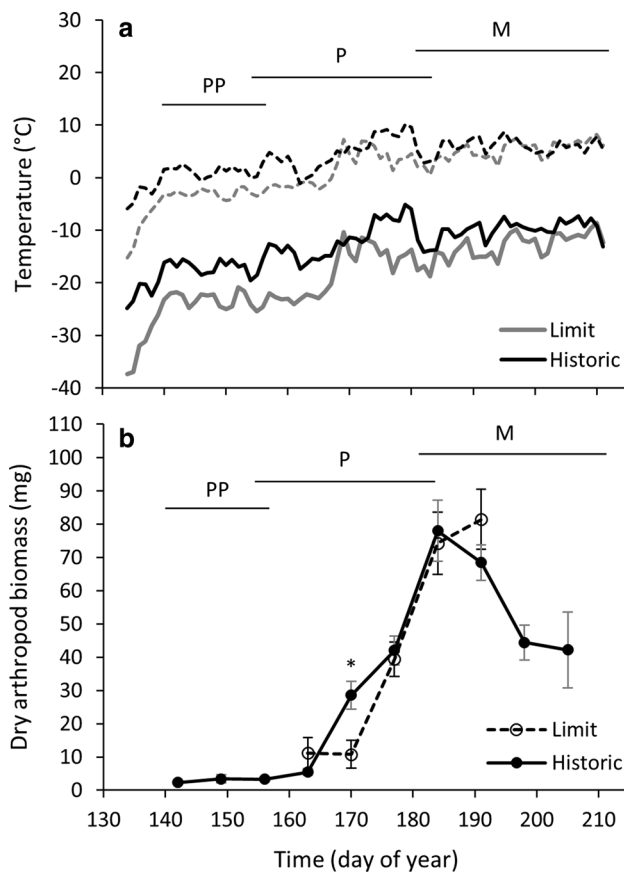 a
M
P
PP
30
20
10
0
-10
-20
-30
-40
Temperature (°C)
Limit
Historic
b
M
P
PP
110
100
90
80
70
60
50
40
30
20
10
0
Dry arthropod biomass (mg)
*
Limit
Historic
130 140 150 160 170 180 190 200 210
Time (day of year)